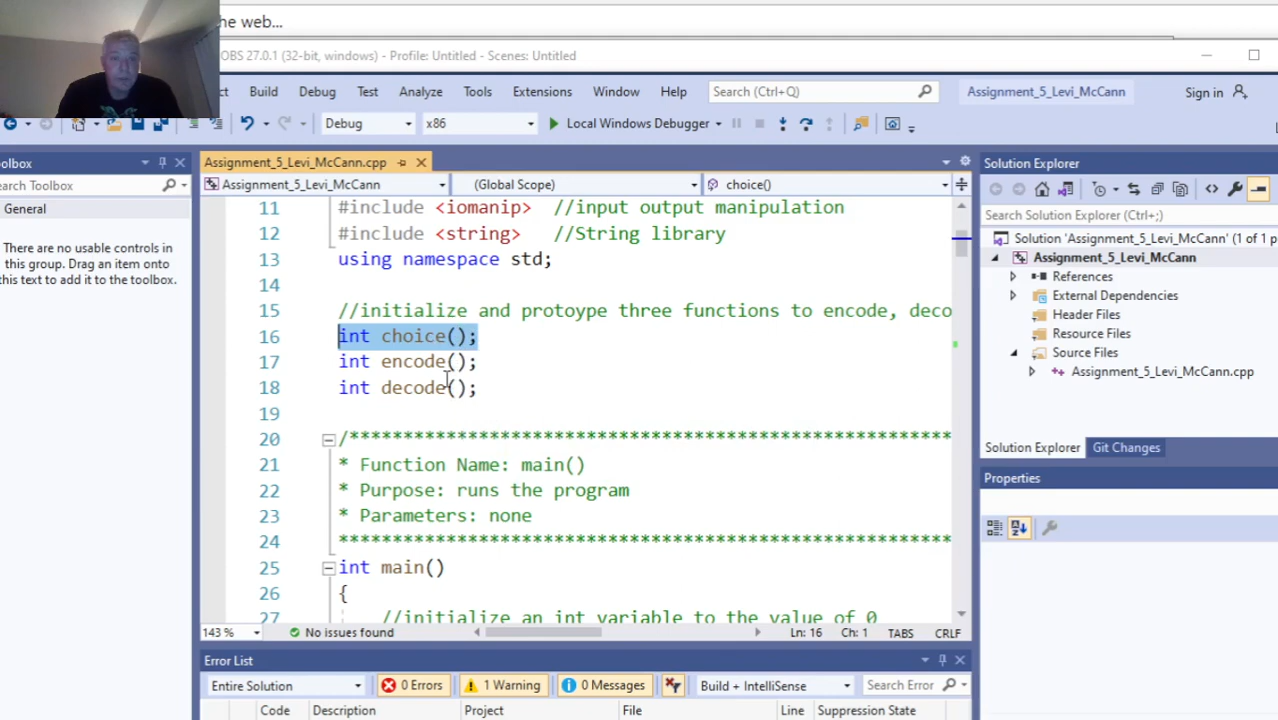 he web...
OBS 27.0.1 (32-bit, windows) - Profile: Untitled - Scenes: Untitled
ct Build Debug Test Analyze Tools Extensions Window Help Search (Ctrl+Q) Assignment_5_Levi_McCann Sign in
Debug x86 Local Windows Debugger
olbox
Assignment_5_Levi_McCann.cpp
Solution Explorer
earch Toolbox
Assignment_5_Levi_McCann (Global Scope) choice()
General
There are no usable controls in
this group. Drag an item onto
this text to add it to the toolbox.
11 #include <iomanip> //input output manipulation
12 #include <string> //String library
13 using namespace std;
14
15 //initialize and protoype three functions to encode, deco
16 int choice();
17 int encode();
18 int decode();
19
20 /********************************************************
21 * Function Name: main()
22 * Purpose: runs the program
23 * Parameters: none
24 *********************************************************
25 int main()
26 {
27 //initialize an int variable to the value of 0
143 % No issues found Ln: 16 Ch: 1 TABS CRLF
Search Solution Explorer (Ctrl+;)
Solution 'Assignment_5_Levi_McCann' (1 of 1 p
Assignment_5_Levi_McCann
References
External Dependencies
Header Files
Resource Files
Source Files
Assignment_5_Levi_McCann.cpp
Solution Explorer Git Changes
Properties
Error List
Entire Solution 0 Errors 1 Warning 0 Messages Build + IntelliSense Search Error
Code Description Project File Line Suppression State